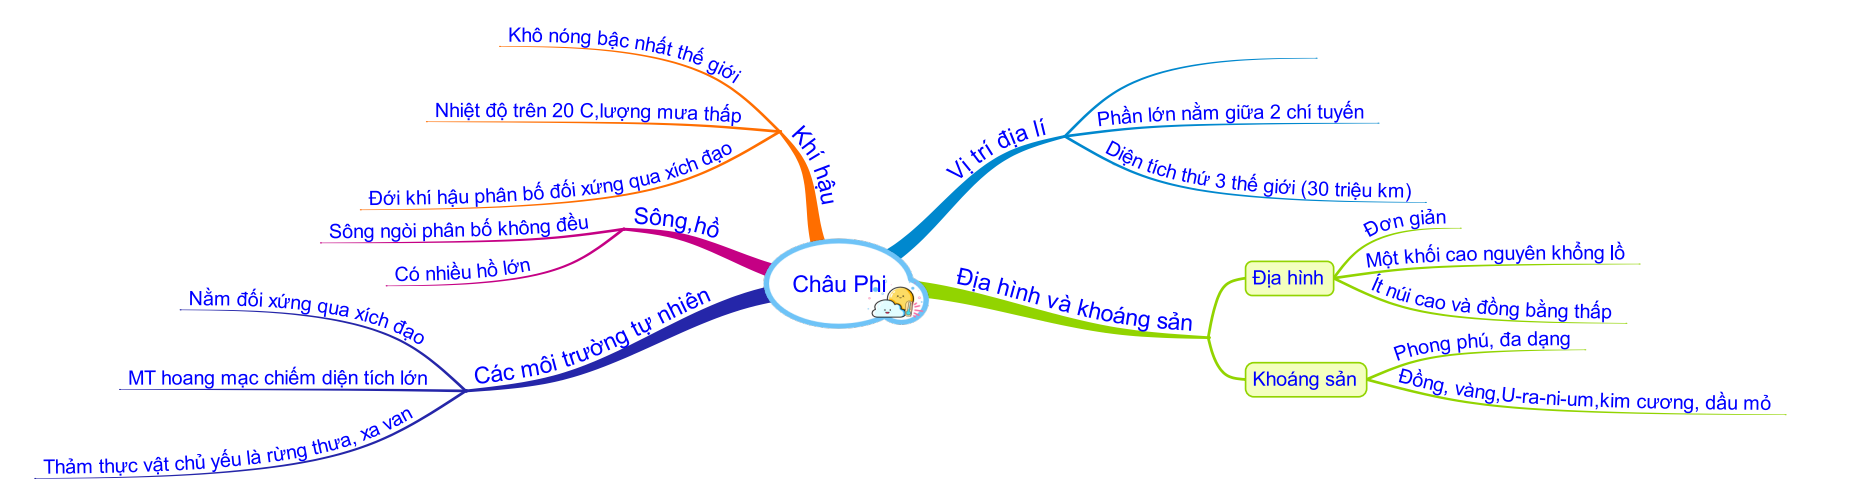 Châu Phi
Vị trí địa lí
Phần lớn nằm giữa 2 chí tuyến
Diện tích thứ 3 thế giới (30 triệu km)
Địa hình và khoáng sản
Địa hình
Đơn giản
Một khối cao nguyên khổng lồ
Ít núi cao và đồng bằng thấp
Khoáng sản
Phong phú, đa dạng
Đồng, vàng,U-ra-ni-um,kim cương, dầu mỏ
Khí hậu
Khô nóng bậc nhất thế giới
Nhiệt độ trên 20 C,lượng mưa thấp
Đới khí hậu phân bố đối xứng qua xích đạo
Sông,hồ
Sông ngòi phân bố không đều
Có nhiều hồ lớn
Các môi trường tự nhiên
Nằm đối xứng qua xích đạo
MT hoang mạc chiếm diện tích lớn
Thảm thực vật chủ yếu là rừng thưa, xa van